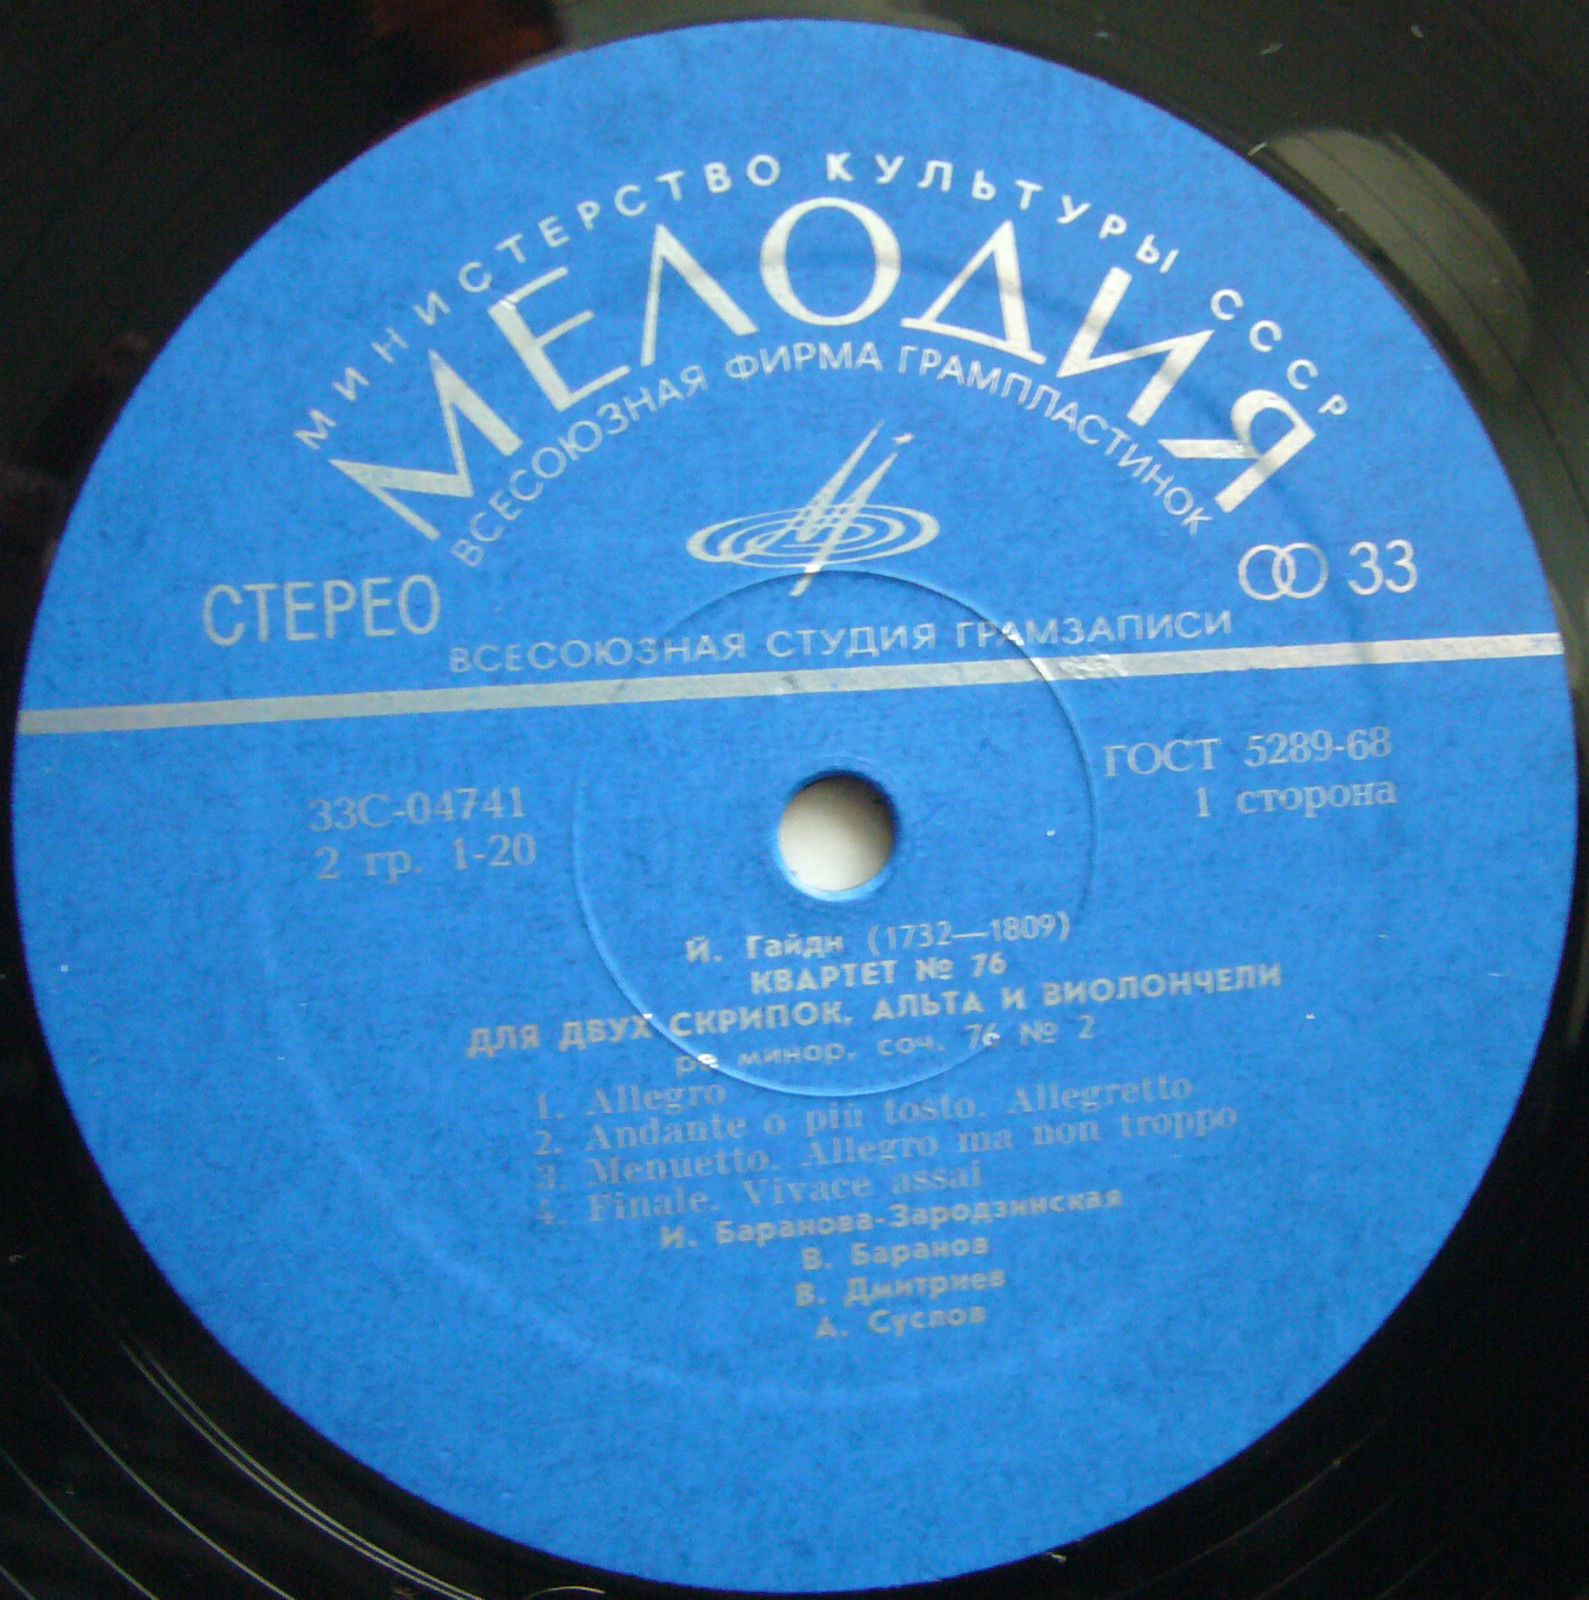 МИНИСТЕРСТВО КУЛЬТУРЫ СССР
МЕЛОДИЯ
ВСЕСОЮЗНАЯ ФИРМА ГРАМПЛАСТИНОК
СТЕРЕО
33
ВСЕСОЮЗНАЯ СТУДИЯ ГРАМЗАПИСИ
33С-04741
2 гр. 1-20
ГОСТ 5289-68
1 сторона
Й. Гайдн (1732—1809)
КВАРТЕТ № 76
ДЛЯ ДВУХ СКРИПОК, АЛЬТА И ВИОЛОНЧЕЛИ
ре минор, соч. 76 № 2
1. Allegro
2. Andante o più tosto. Allegretto
3. Menuetto. Allegro ma non troppo
4. Finale. Vivace assai
И. Баранова-Зародзинская
В. Баранов
В. Дмитриев
А. Суслов